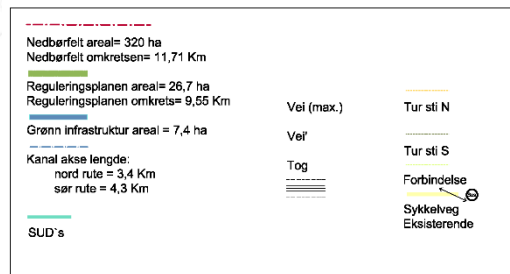 Nedbørfelt areal= 320 ha
Nedbørfelt omkretsen= 11,71 Km
Reguleringsplanen areal= 26,7 ha
Reguleringsplanen omkrets= 9,55 Km
Grønn infrastruktur areal = 7,4 ha
Kanal akse lengde:
nord rute = 3,4 Km
sør rute = 4,3 Km
SUD`s
Vei (max.)
Vei'
Tog
Tur sti N
Tur sti S
Forbindelse
Sykkelveg
Eksisterende